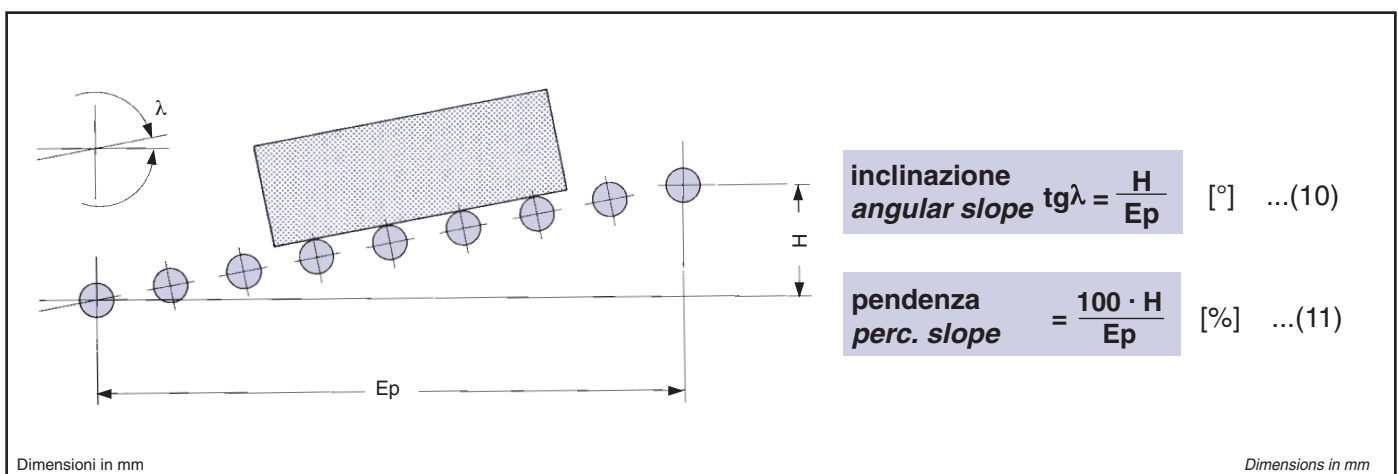 λ
H
Ep
inclinazione
angular slope tgλ = H / Ep [°] ...(10)
pendenza
perc. slope = 100 · H / Ep [%] ...(11)
Dimensioni in mm
Dimensions in mm